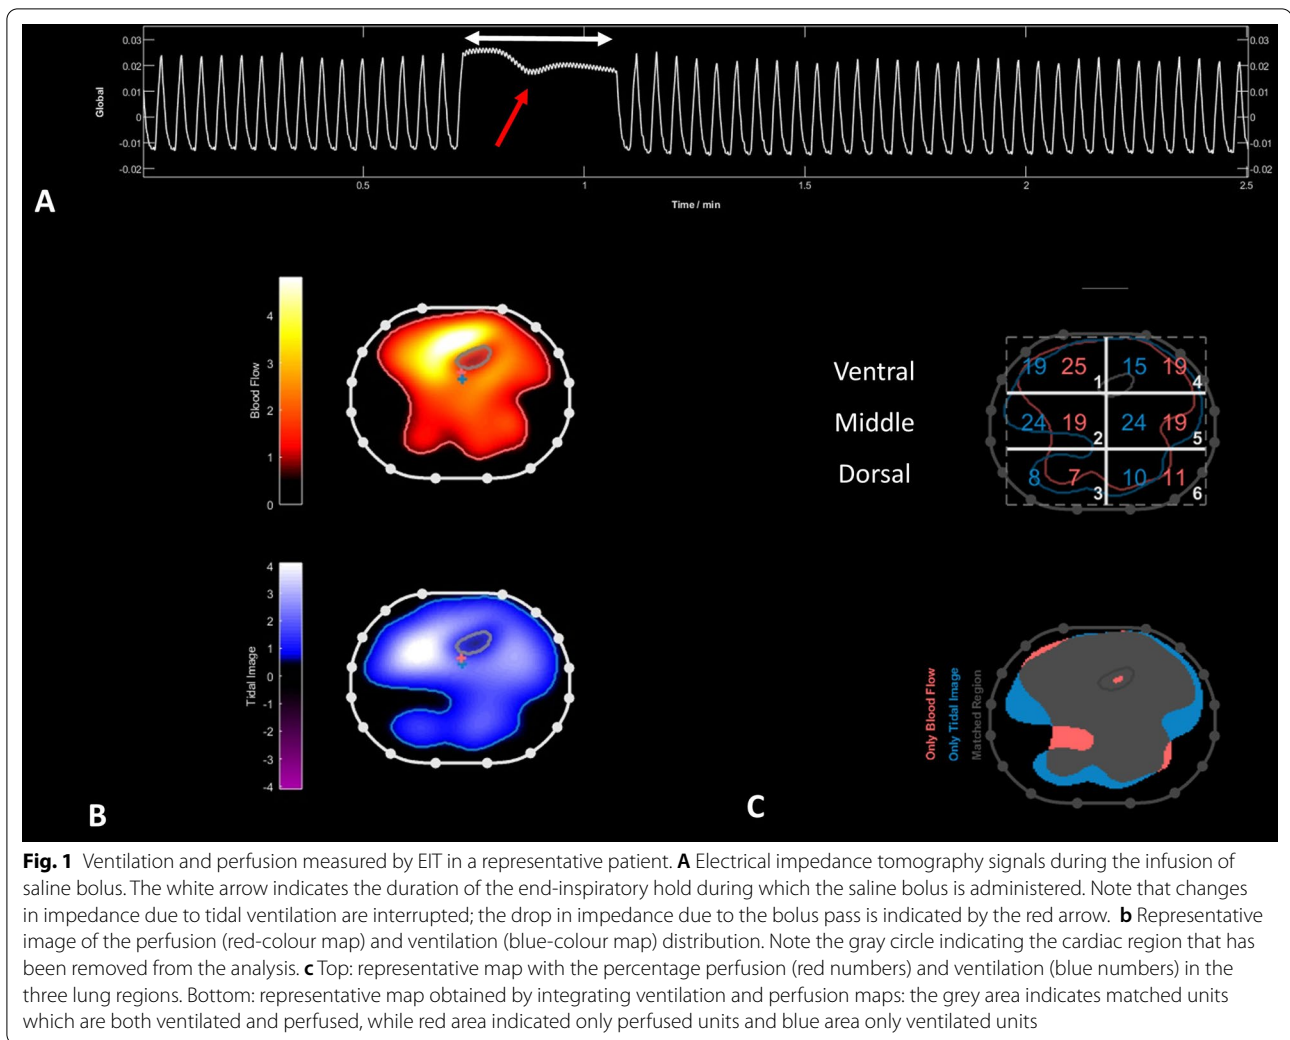 0.03
0.02
0.01
0
-0.01
-0.02
Global
0.03
0.02
0.01
0
-0.01
-0.02
0.5
1
1.5
2
2.5
Time / min
A
4
3
2
1
0
Blood Flow
Ventral
Middle
Dorsal
19 25 15 19
1 4
24 19 24 19
2 5
8 7 10 11
3 6
4
3
2
1
0
-1
-2
-3
-4
Tidal Image
Only Blood Flow
Only Tidal Image
Matched Region
B
C
Fig. 1 Ventilation and perfusion measured by EIT in a representative patient. A Electrical impedance tomography signals during the infusion of
saline bolus. The white arrow indicates the duration of the end-inspiratory hold during which the saline bolus is administered. Note that changes
in impedance due to tidal ventilation are interrupted; the drop in impedance due to the bolus pass is indicated by the red arrow. b Representative
image of the perfusion (red-colour map) and ventilation (blue-colour map) distribution. Note the gray circle indicating the cardiac region that has
been removed from the analysis. c Top: representative map with the percentage perfusion (red numbers) and ventilation (blue numbers) in the
three lung regions. Bottom: representative map obtained by integrating ventilation and perfusion maps: the grey area indicates matched units
which are both ventilated and perfused, while red area indicated only perfused units and blue area only ventilated units